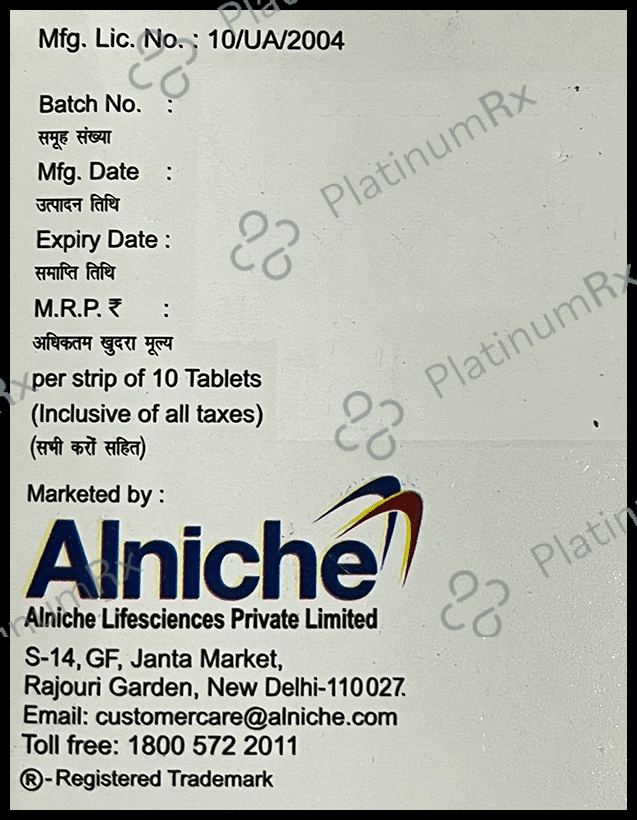 Mfg. Lic. No. : 10/UA/2004
Batch No. :
समूह संख्या
Mfg. Date :
उत्पादन तिथि
Expiry Date :
समाप्ति तिथि
M.R.P. ₹ :
अधिकतम खुदरा मूल्य
per strip of 10 Tablets
(Inclusive of all taxes)
(सभी करों सहित)
Marketed by :
Alniche
Alniche Lifesciences Private Limited
S-14, GF, Janta Market,
Rajouri Garden, New Delhi-110027.
Email: customercare@alniche.com
Toll free: 1800 572 2011
®-Registered Trademark
PlatinumRx
PlatinumRx
PlatinumRx
Platinum